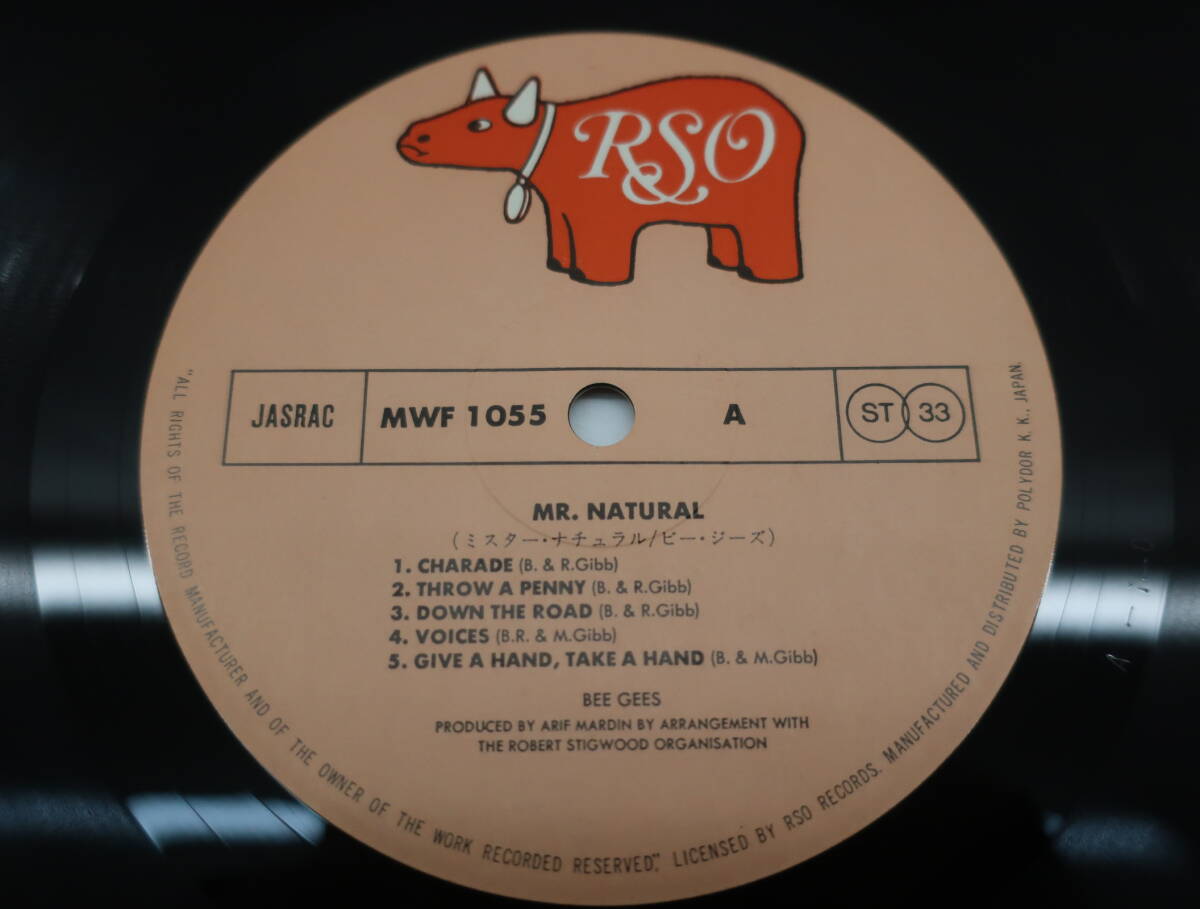 RSO
JASRAC
MWF 1055
A
ST 33
MR. NATURAL
(ミスター・ナチュラル/ビー・ジーズ)
1. CHARADE (B. & R.Gibb)
2. THROW A PENNY (B. & R.Gibb)
3. DOWN THE ROAD (B. & R.Gibb)
4. VOICES (B.R. & M.Gibb)
5. GIVE A HAND, TAKE A HAND (B. & M.Gibb)
BEE GEES
PRODUCED BY ARIF MARDIN BY ARRANGEMENT WITH
THE ROBERT STIGWOOD ORGANISATION
"ALL RIGHTS OF THE RECORD MANUFACTURER AND OF THE OWNER OF THE WORK RECORDED RESERVED". LICENSED BY RSO RECORDS. MANUFACTURED AND DISTRIBUTED BY POLYDOR K. K., JAPAN.